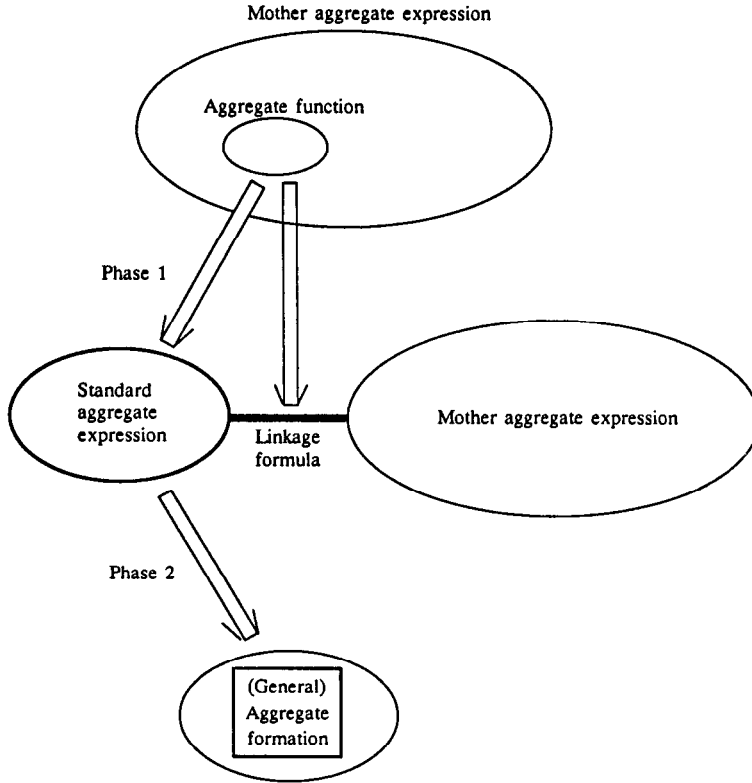 Mother aggregate expression
Aggregate function
Phase 1
Standard
aggregate
expression
Linkage
formula
Mother aggregate expression
Phase 2
(General)
Aggregate
formation